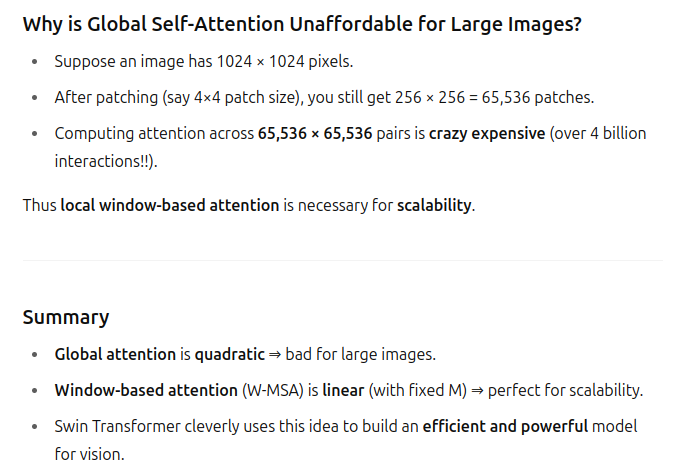 Why is Global Self-Attention Unaffordable for Large Images?
• Suppose an image has 1024 × 1024 pixels.
• After patching (say 4×4 patch size), you still get 256 × 256 = 65,536 patches.
• Computing attention across 65,536 × 65,536 pairs is crazy expensive (over 4 billion
interactions!!).
Thus local window-based attention is necessary for scalability.
Summary
• Global attention is quadratic ⇒ bad for large images.
• Window-based attention (W-MSA) is linear (with fixed M) ⇒ perfect for scalability.
• Swin Transformer cleverly uses this idea to build an efficient and powerful model
for vision.